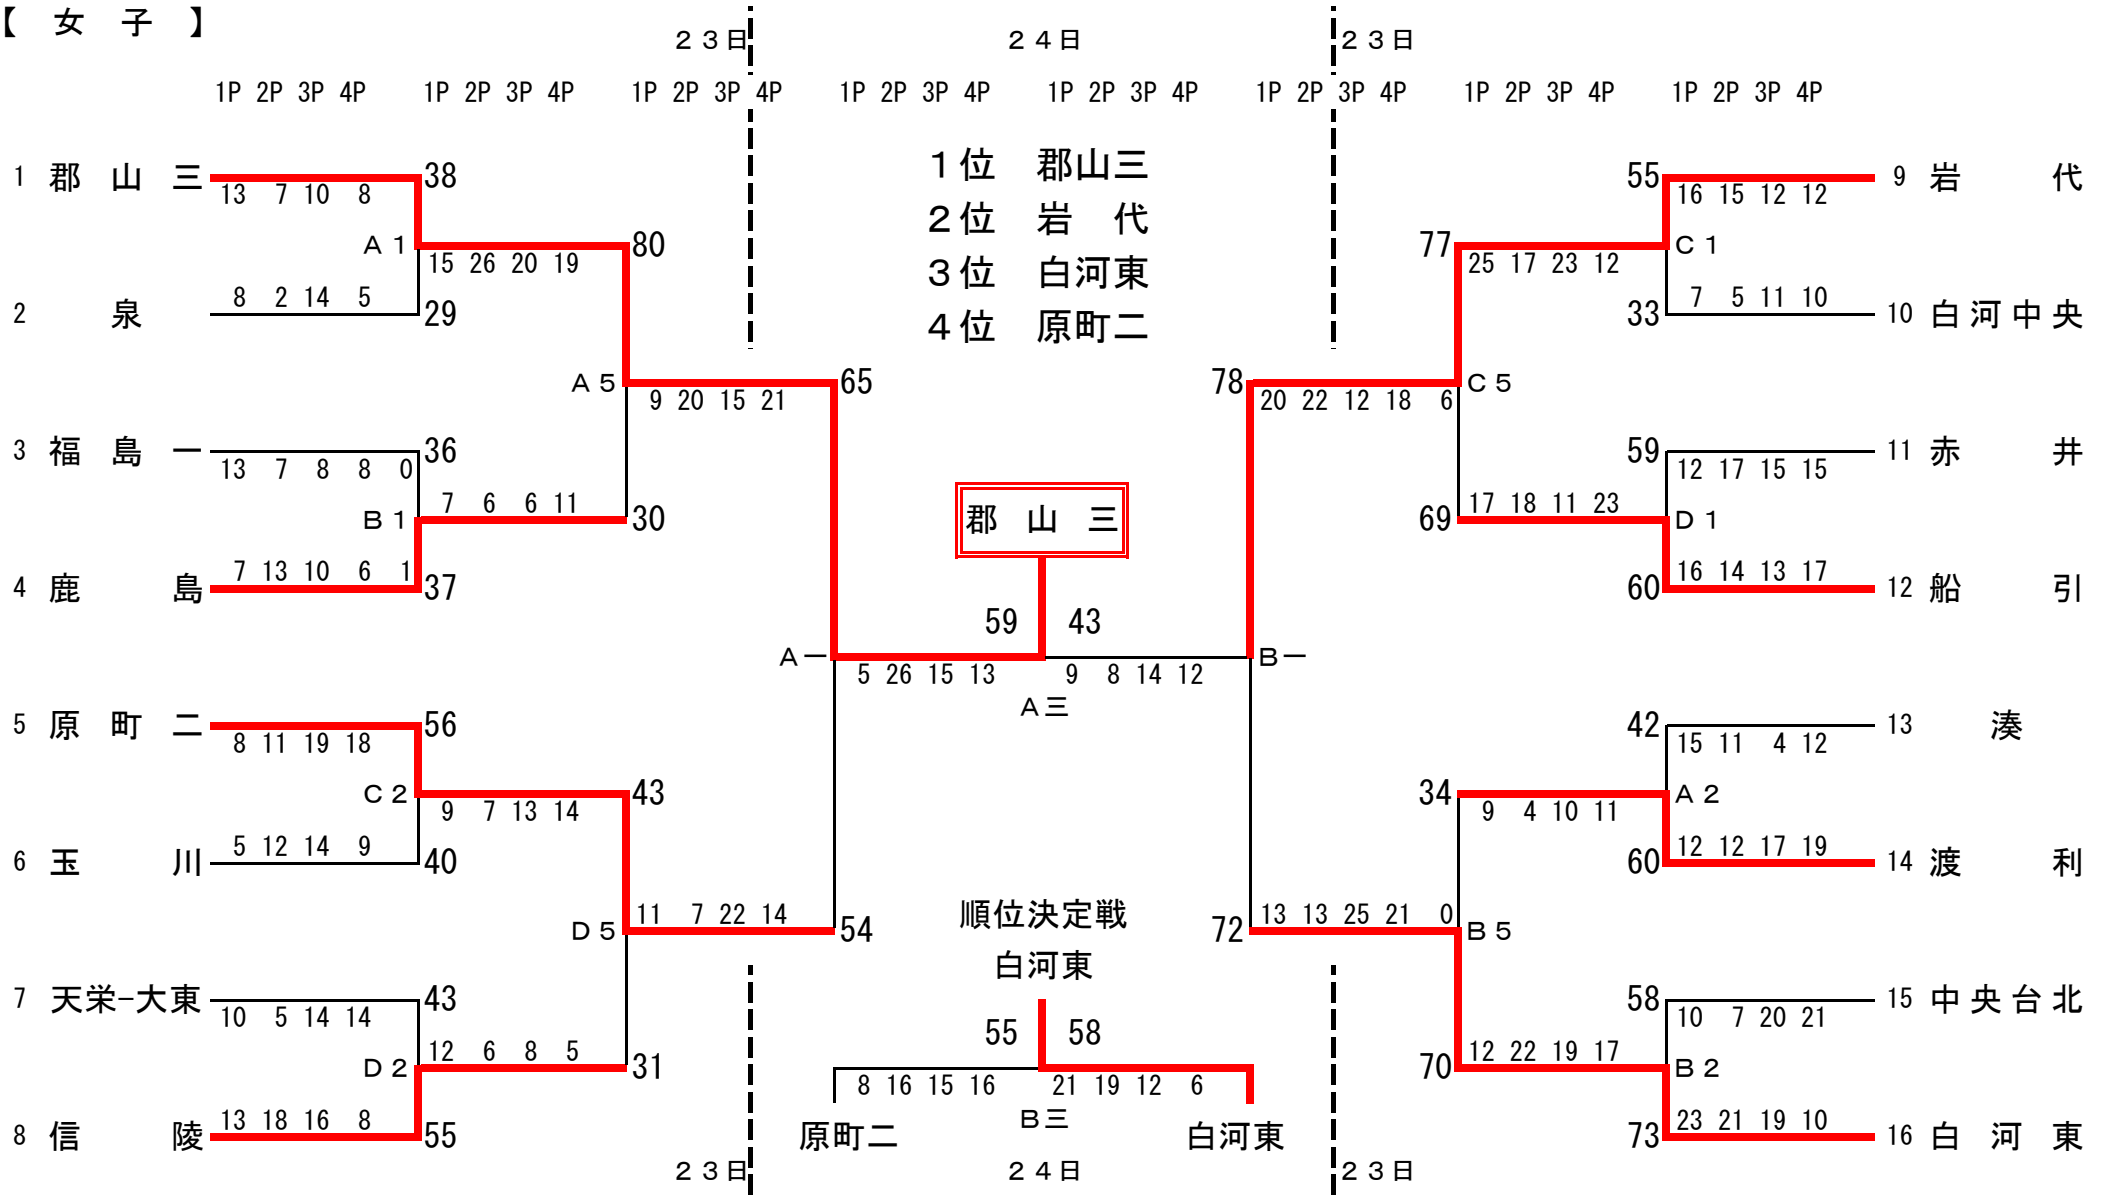 【 女 子 】
２３日 ２４日 ２３日
1P 2P 3P 4P 1P 2P 3P 4P 1P 2P 3P 4P 1P 2P 3P 4P 1P 2P 3P 4P 1P 2P 3P 4P 1P 2P 3P 4P 1P 2P 3P 4P
１位 郡山三
２位 岩 代
３位 白河東
４位 原町二
1 郡 山 三 38
13 7 10 8
Ａ１ 80
15 26 20 19
8 2 14 5
2 泉 29
Ａ５ 65
9 20 15 21
3 福 島 一 36
13 7 8 8 0
7 6 6 11
Ｂ１ 30
7 13 10 6 1
4 鹿 島 37
郡 山 三
59 43
Ａ一 Ｂ一
5 26 15 13 9 8 14 12
Ａ三
5 原 町 二 56
8 11 19 18
Ｃ２ 43
9 7 13 14
5 12 14 9
6 玉 川 40
11 7 22 14
Ｄ５ 54
7 天栄−大東 43
10 5 14 14
12 6 8 5
Ｄ２ 31
13 18 16 8
8 信 陵 55
55 9 岩 代
16 15 12 12
77 Ｃ１
25 17 23 12
7 5 11 10
33 10 白河中央
78 Ｃ５
20 22 12 18 6
59 11 赤 井
12 17 15 15
17 18 11 23
69 Ｄ１
16 14 13 17
60 12 船 引
42 13 湊
15 11 4 12
34 Ａ２
9 4 10 11
12 12 17 19
60 14 渡 利
13 13 25 21 0
72 Ｂ５
58 15 中央台北
10 7 20 21
12 22 19 17
70 Ｂ２
23 21 19 10
73 16 白 河 東
順位決定戦
白河東
55 58
8 16 15 16 21 19 12 6
Ｂ三
原町二 白河東
２３日 ２４日 ２３日